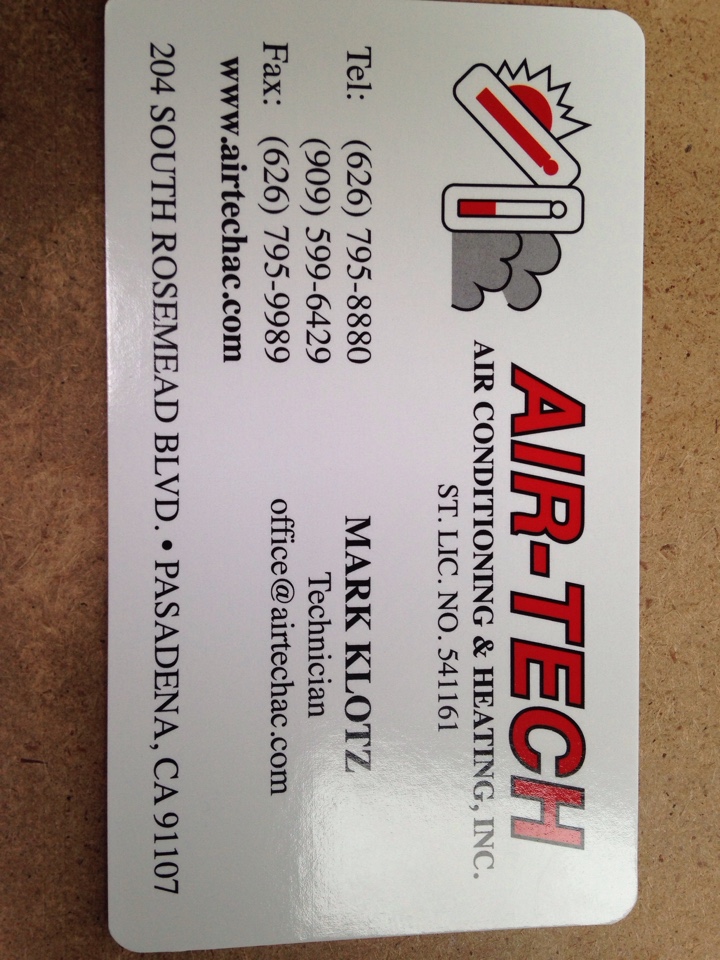 AIR-TECH
AIR CONDITIONING & HEATING, INC.
ST. LIC. NO. 541161
Tel: (626) 795-8880
(909) 599-6429
Fax: (626) 795-9989
www.airtechac.com
MARK KLOTZ
Technician
office@airtechac.com
204 SOUTH ROSEMEAD BLVD. • PASADENA, CA 91107